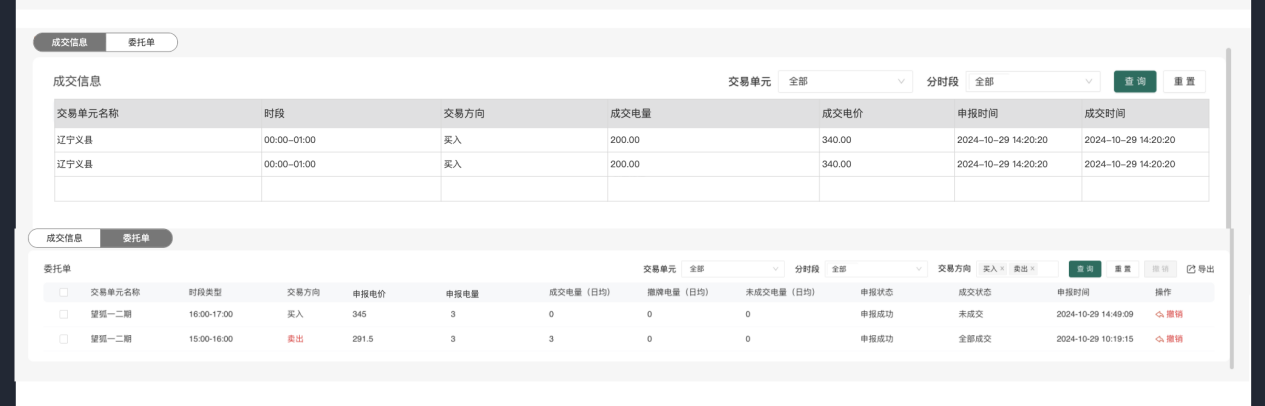 成交信息 委托单
成交信息 交易单元 全部 分时段 全部 查询 重置
交易单元名称 时段 交易方向 成交电量 成交电价 申报时间 成交时间
辽宁义县 00:00-01:00 买入 200.00 340.00 2024-10-29 14:20:20 2024-10-29 14:20:20
辽宁义县 00:00-01:00 买入 200.00 340.00 2024-10-29 14:20:20 2024-10-29 14:20:20
成交信息 委托单
委托单 交易单元 全部 分时段 全部 交易方向 买入 × 卖出 × 查询 重置 撤销 导出
交易单元名称 时段类型 交易方向 申报电价 申报电量 成交电量（日均） 撤牌电量（日均） 未成交电量（日均） 申报状态 成交状态 申报时间 操作
望狐一二期 16:00-17:00 买入 345 3 0 0 0 申报成功 未成交 2024-10-29 14:49:09 撤销
望狐一二期 15:00-16:00 卖出 291.5 3 3 0 0 申报成功 全部成交 2024-10-29 10:19:15 撤销